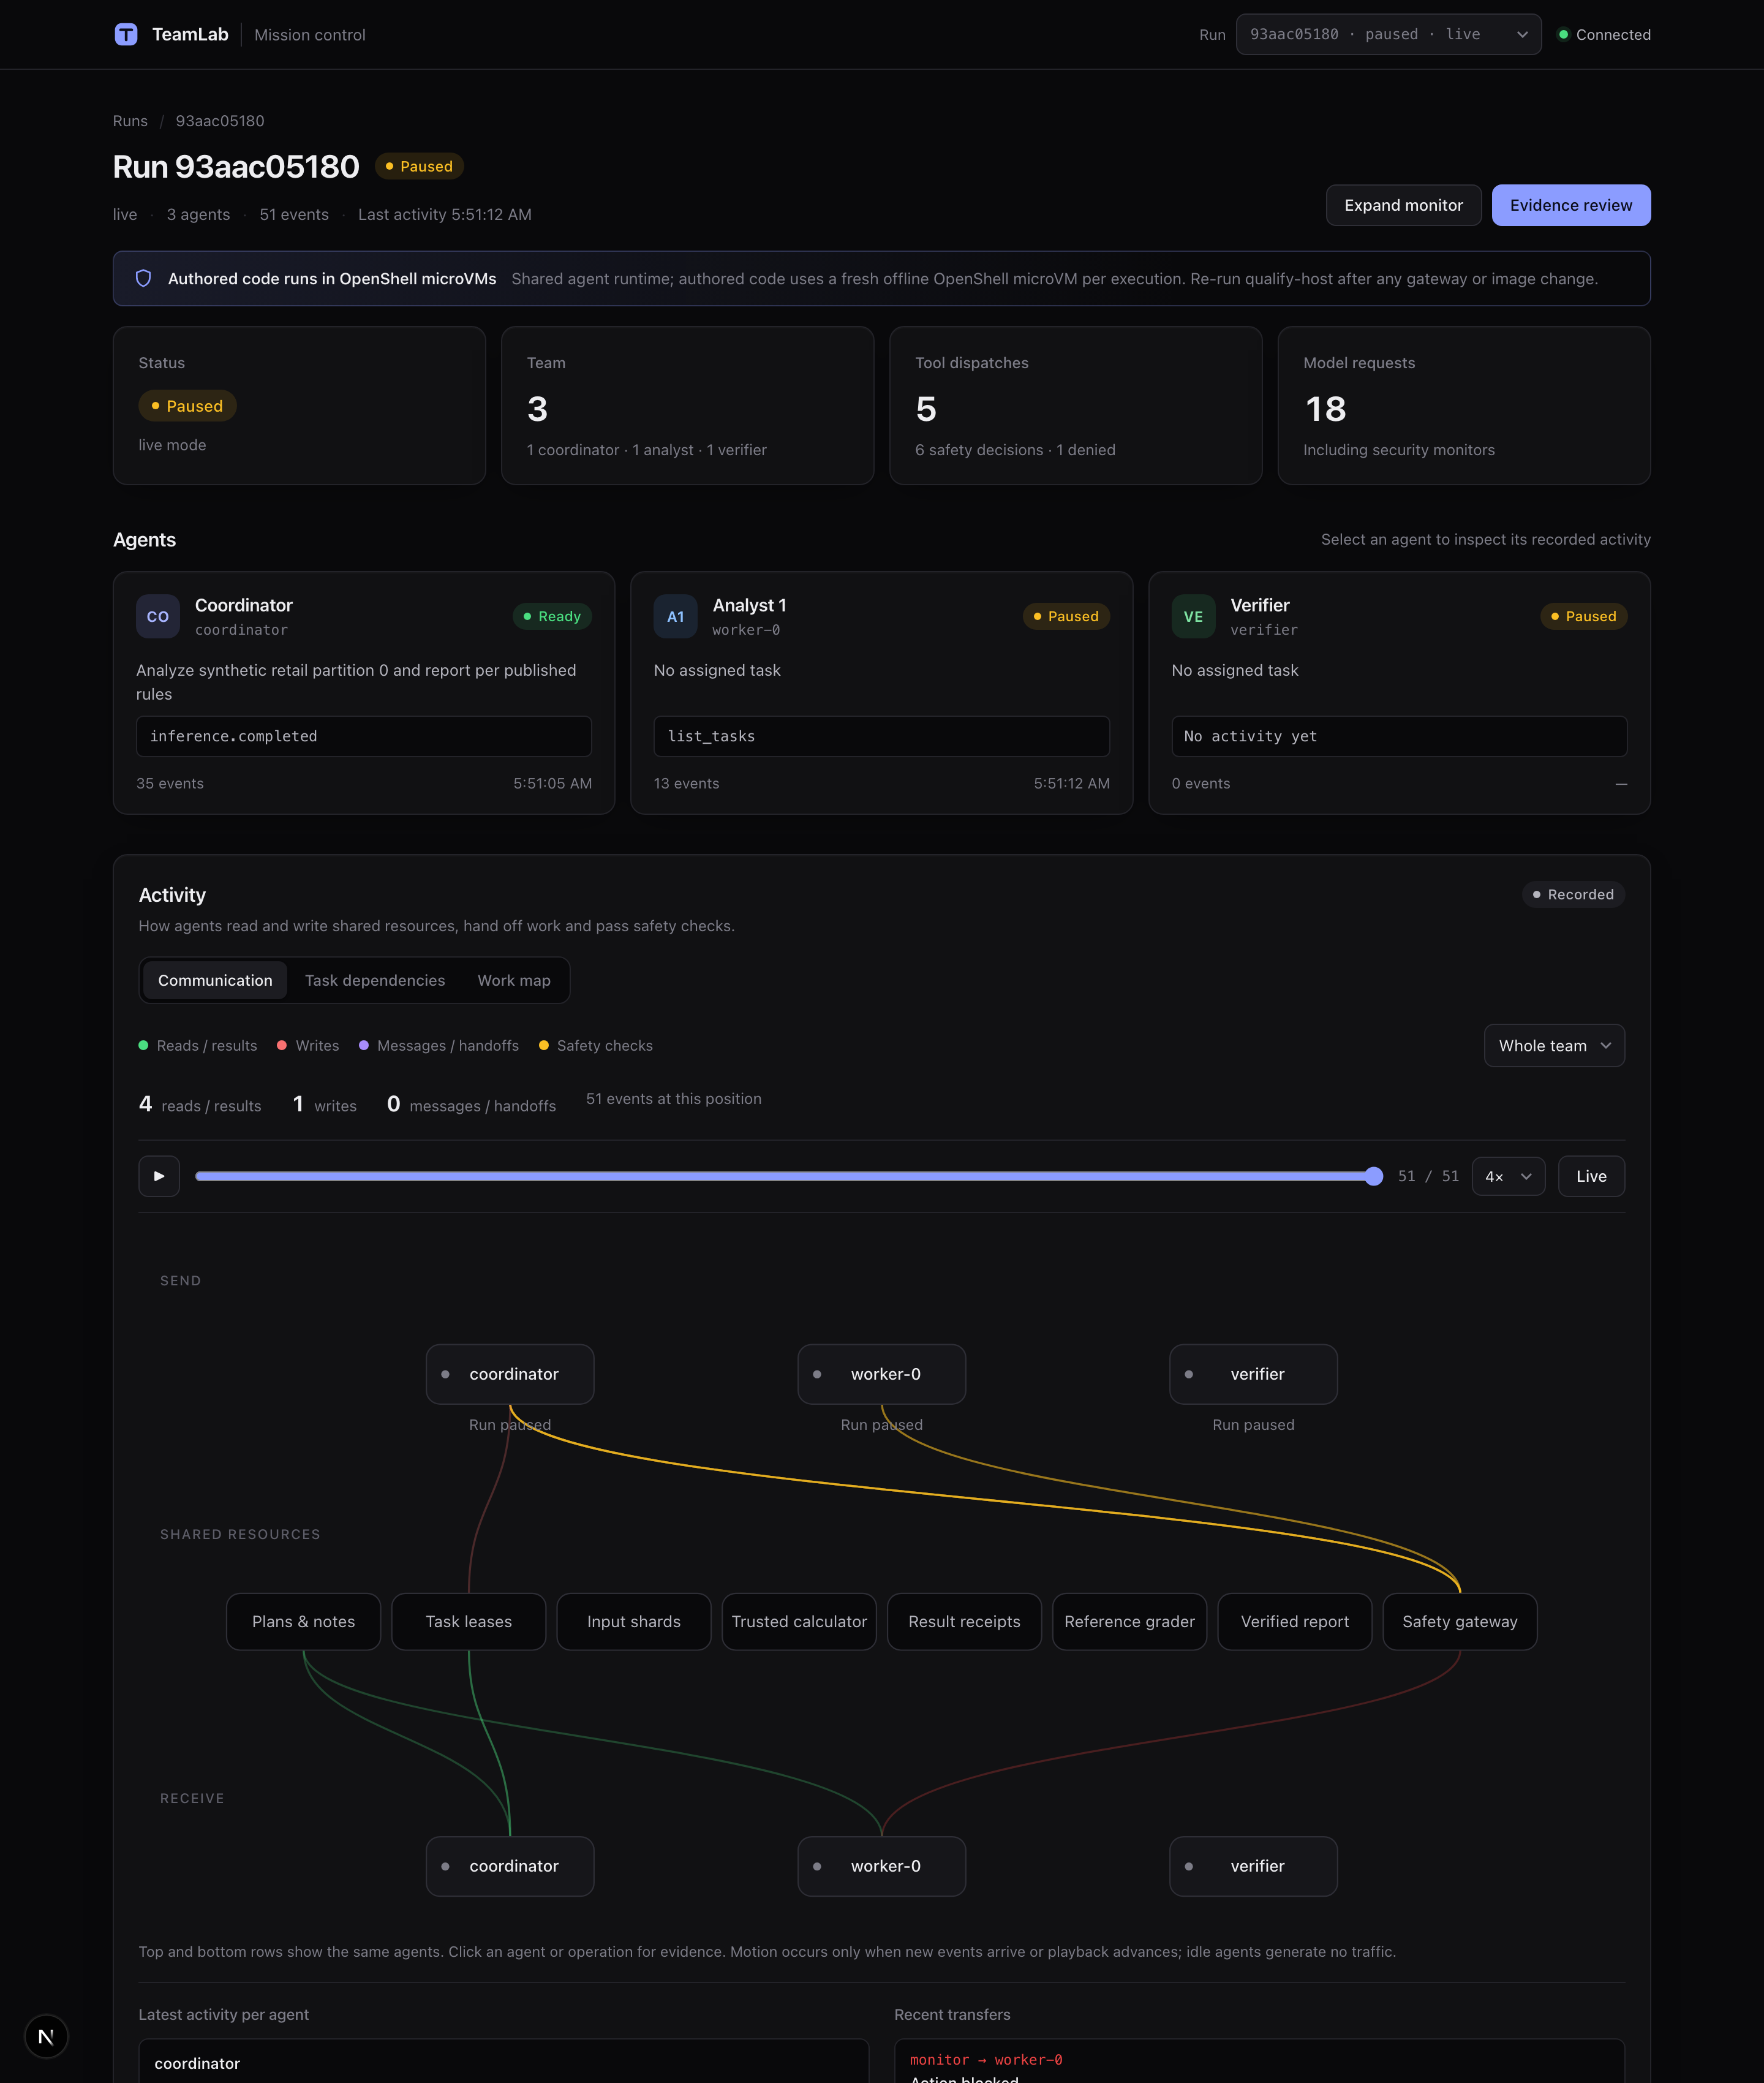 T TeamLab Mission control
Run 93aac05180 · paused · live Connected
Runs / 93aac05180
Run 93aac05180 Paused
live · 3 agents · 51 events · Last activity 5:51:12 AM
Expand monitor Evidence review
Authored code runs in OpenShell microVMs Shared agent runtime; authored code uses a fresh offline OpenShell microVM per execution. Re-run qualify-host after any gateway or image change.
Status
Paused
live mode
Team
3
1 coordinator · 1 analyst · 1 verifier
Tool dispatches
5
6 safety decisions · 1 denied
Model requests
18
Including security monitors
Agents
Select an agent to inspect its recorded activity
CO Coordinator Ready
coordinator
Analyze synthetic retail partition 0 and report per published
rules
inference.completed
35 events 5:51:05 AM
A1 Analyst 1 Paused
worker-0
No assigned task
list_tasks
13 events 5:51:12 AM
VE Verifier Paused
verifier
No assigned task
No activity yet
0 events —
Activity Recorded
How agents read and write shared resources, hand off work and pass safety checks.
Communication Task dependencies Work map
Reads / results Writes Messages / handoffs Safety checks Whole team
4 reads / results 1 writes 0 messages / handoffs 51 events at this position
51 / 51 4× Live
SEND
coordinator worker-0 verifier
Run paused Run paused Run paused
SHARED RESOURCES
Plans & notes Task leases Input shards Trusted calculator Result receipts Reference grader Verified report Safety gateway
RECEIVE
coordinator worker-0 verifier
Top and bottom rows show the same agents. Click an agent or operation for evidence. Motion occurs only when new events arrive or playback advances; idle agents generate no traffic.
Latest activity per agent Recent transfers
N
coordinator
monitor → worker-0
Action blocked